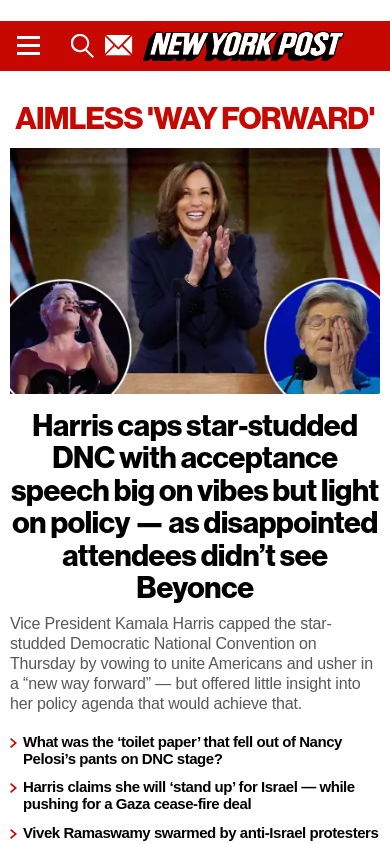 NEW YORK POST
AIMLESS 'WAY FORWARD'
Harris caps star-studded
DNC with acceptance
speech big on vibes but light
on policy — as disappointed
attendees didn’t see
Beyonce
Vice President Kamala Harris capped the star-
studded Democratic National Convention on
Thursday by vowing to unite Americans and usher in
a “new way forward” — but offered little insight into
her policy agenda that would achieve that.
What was the ‘toilet paper’ that fell out of Nancy
Pelosi’s pants on DNC stage?
Harris claims she will ‘stand up’ for Israel — while
pushing for a Gaza cease-fire deal
Vivek Ramaswamy swarmed by anti-Israel protesters